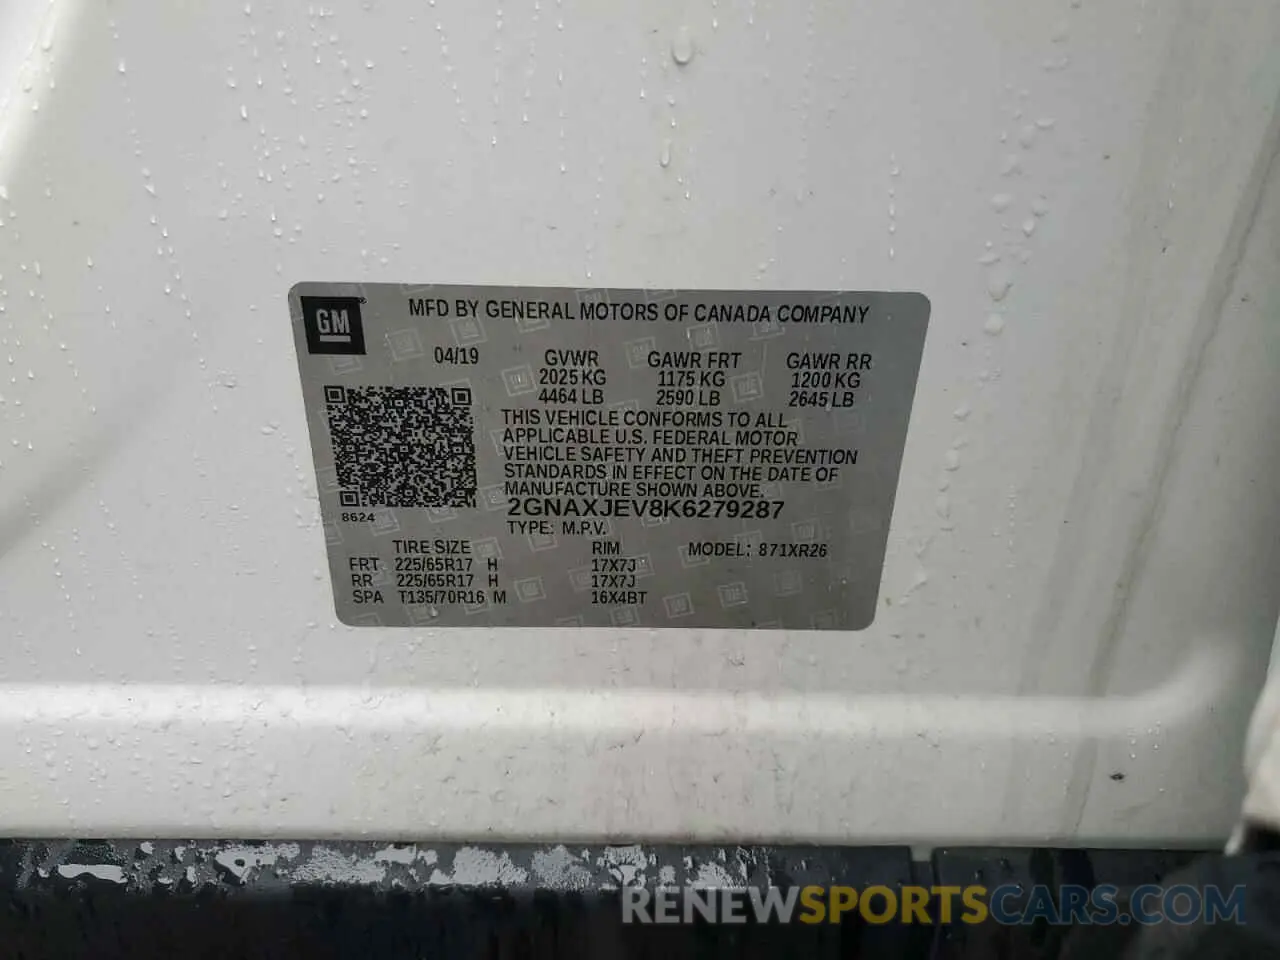 GM
MFD BY GENERAL MOTORS OF CANADA COMPANY
04/19 GVWR GAWR FRT GAWR RR
2025 KG 1175 KG 1200 KG
4464 LB 2590 LB 2645 LB
THIS VEHICLE CONFORMS TO ALL
APPLICABLE U.S. FEDERAL MOTOR
VEHICLE SAFETY AND THEFT PREVENTION
STANDARDS IN EFFECT ON THE DATE OF
MANUFACTURE SHOWN ABOVE.
8624
2GNAXJEV8K6279287
TYPE: M.P.V.
TIRE SIZE RIM MODEL: 871XR26
FRT 225/65R17 H 17X7J
RR 225/65R17 H 17X7J
SPA T135/70R16 M 16X4BT
RENEWSPORTSCARS.COM